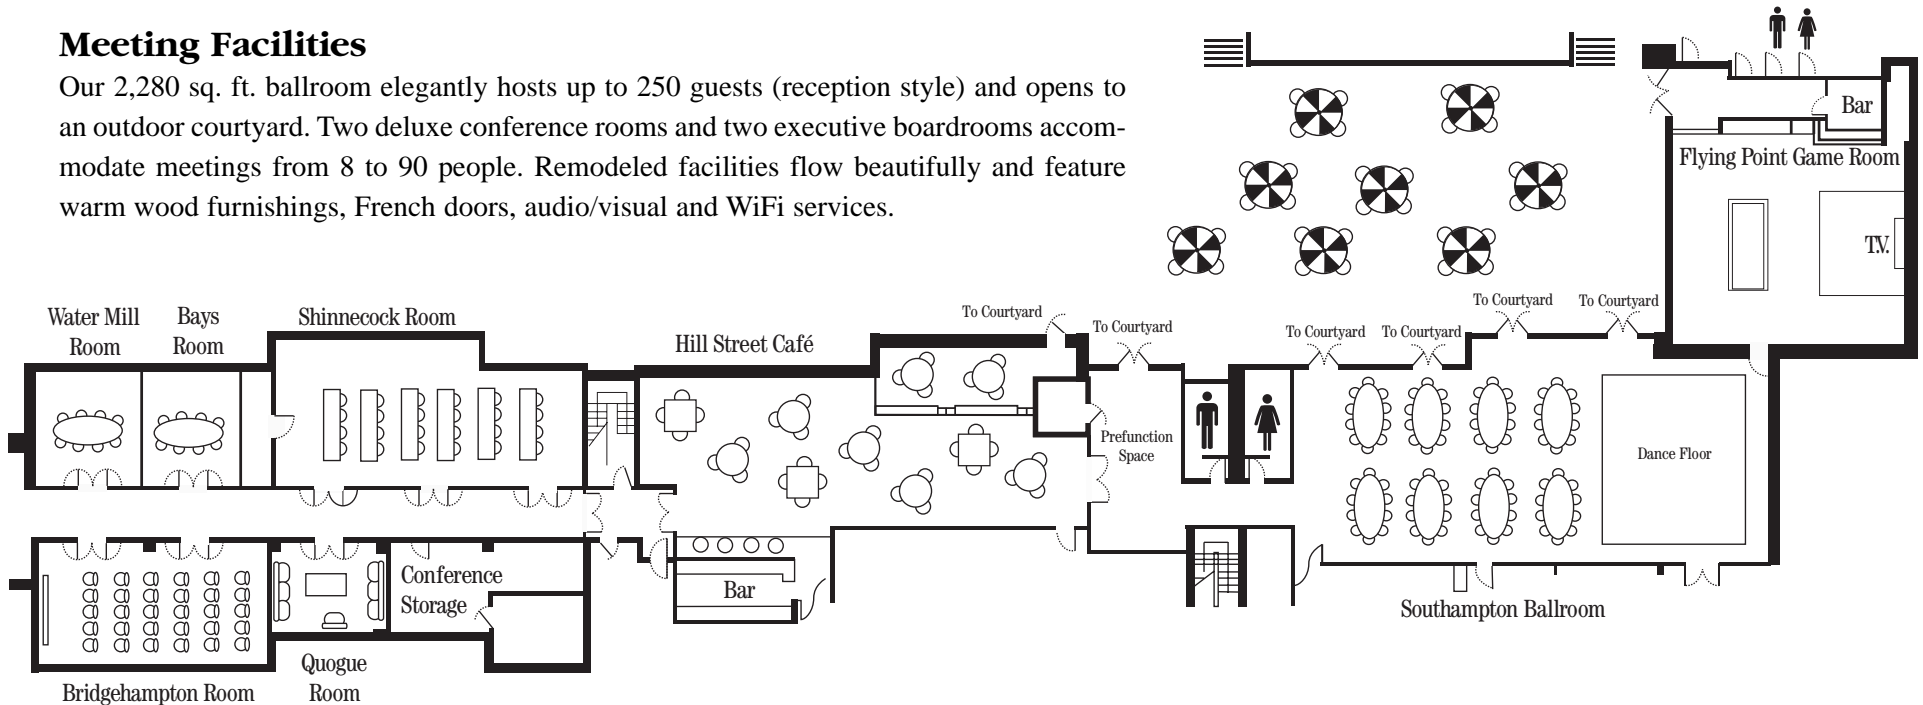 Meeting Facilities
Our 2,280 sq. ft. ballroom elegantly hosts up to 250 guests (reception style) and opens to
an outdoor courtyard. Two deluxe conference rooms and two executive boardrooms accom-
modate meetings from 8 to 90 people. Remodeled facilities flow beautifully and feature
warm wood furnishings, French doors, audio/visual and WiFi services.
Bar
Flying Point Game Room
T.V.
Water Mill
Room
Bays
Room
Shinnecock Room
Hill Street Café
To Courtyard
To Courtyard
To Courtyard
To Courtyard
To Courtyard
To Courtyard
Prefunction
Space
Dance Floor
Conference
Storage
Bar
Southampton Ballroom
Quogue
Room
Bridgehampton Room